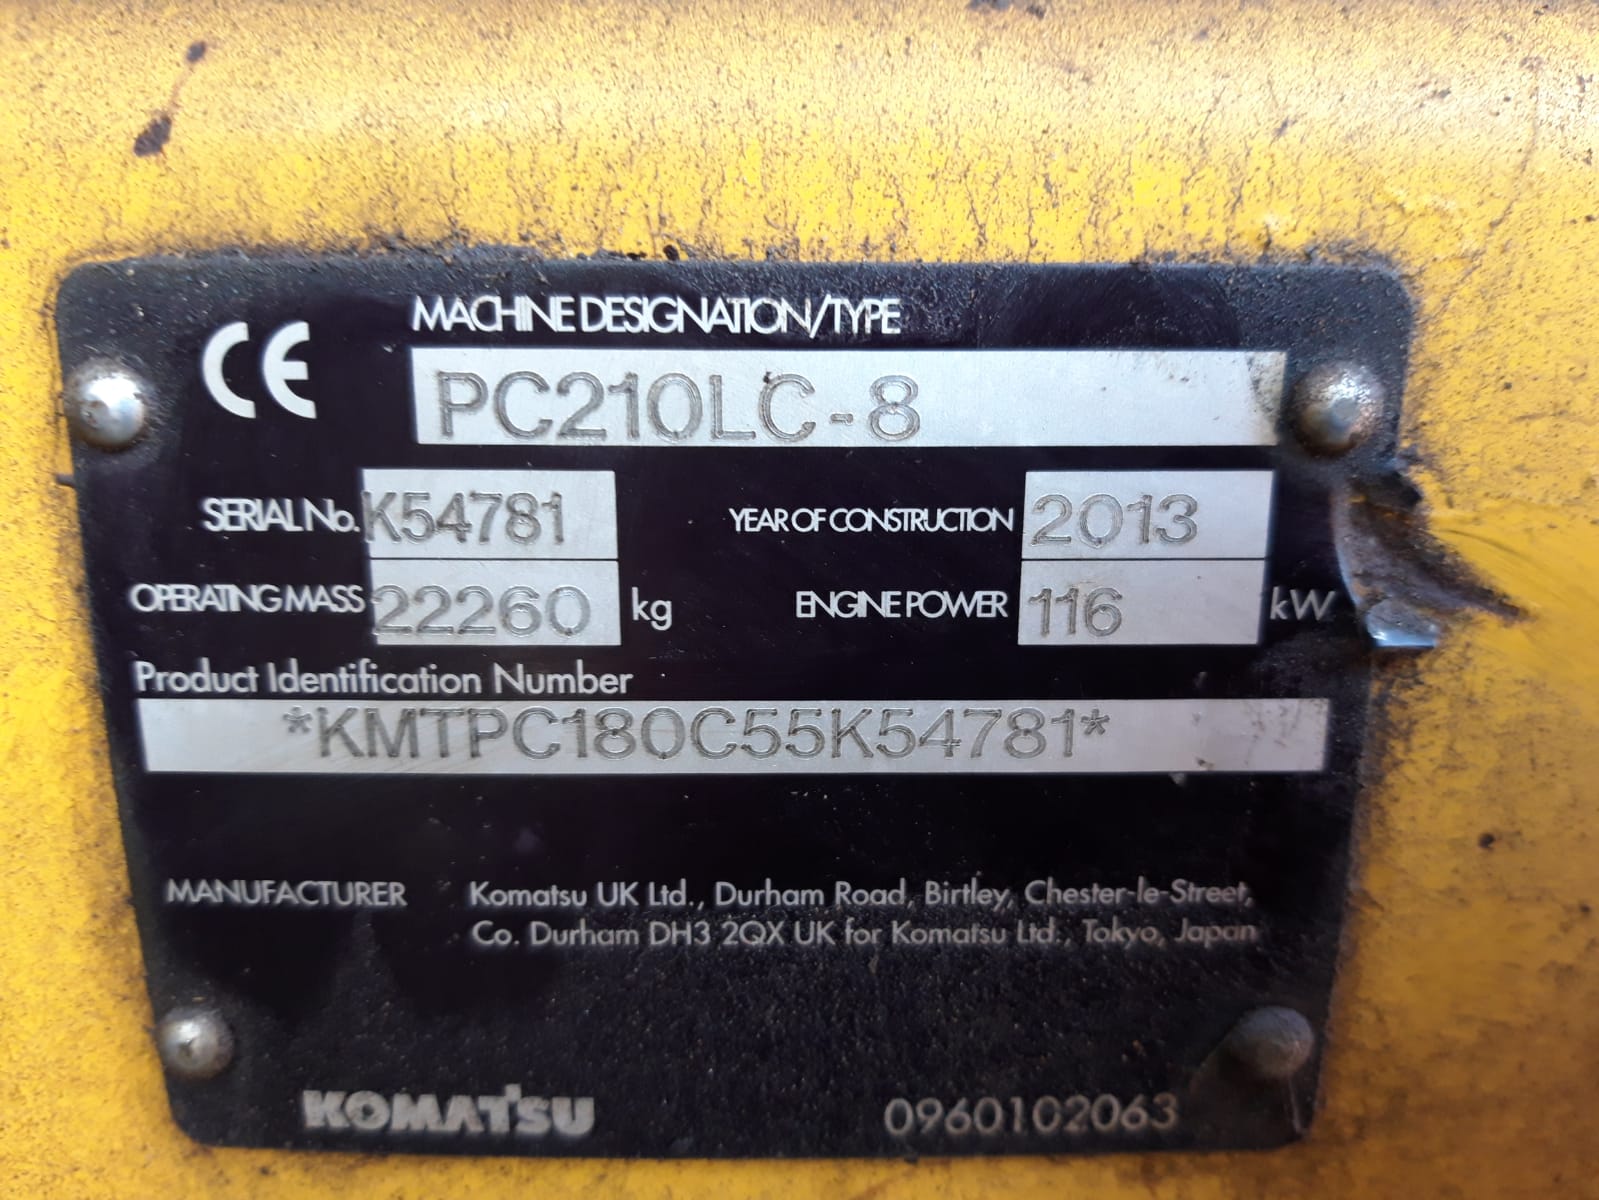 CE
MACHINE DESIGNATION/TYPE
PC210LC-8
SERIAL No. K54781 YEAR OF CONSTRUCTION 2013
OPERATING MASS 22260 kg ENGINE POWER 116 kW
Product Identification Number
*KMTPC180C55K54781*
MANUFACTURER Komatsu UK Ltd., Durham Road, Birtley, Chester-le-Street,
Co. Durham DH3 2QX UK for Komatsu Ltd., Tokyo, Japan
KOMATSU 0960102063